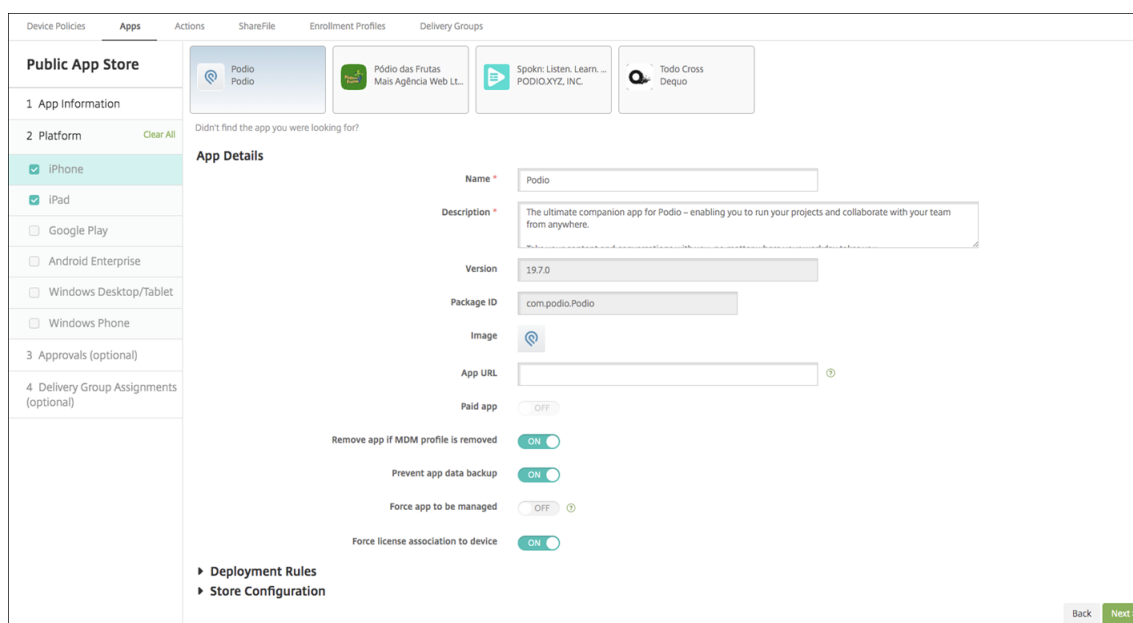 Device Policies Apps Actions ShareFile Enrollment Profiles Delivery Groups
Public App Store
1 App Information
2 Platform Clear All
iPhone
iPad
Google Play
Android Enterprise
Windows Desktop/Tablet
Windows Phone
3 Approvals (optional)
4 Delivery Group Assignments
(optional)
Podio
Podio
Pódio das Frutas
Mais Agência Web Lt...
Spokn: Listen. Learn. ...
PODIO.XYZ, INC.
Todo Cross
Dequo
Didn't find the app you were looking for?
App Details
Name * Podio
Description * The ultimate companion app for Podio – enabling you to run your projects and collaborate with your team
from anywhere.
Version 19.7.0
Package ID com.podio.Podio
Image
App URL
Paid app OFF
Remove app if MDM profile is removed ON
Prevent app data backup ON
Force app to be managed OFF
Force license association to device ON
Deployment Rules
Store Configuration
Back Next